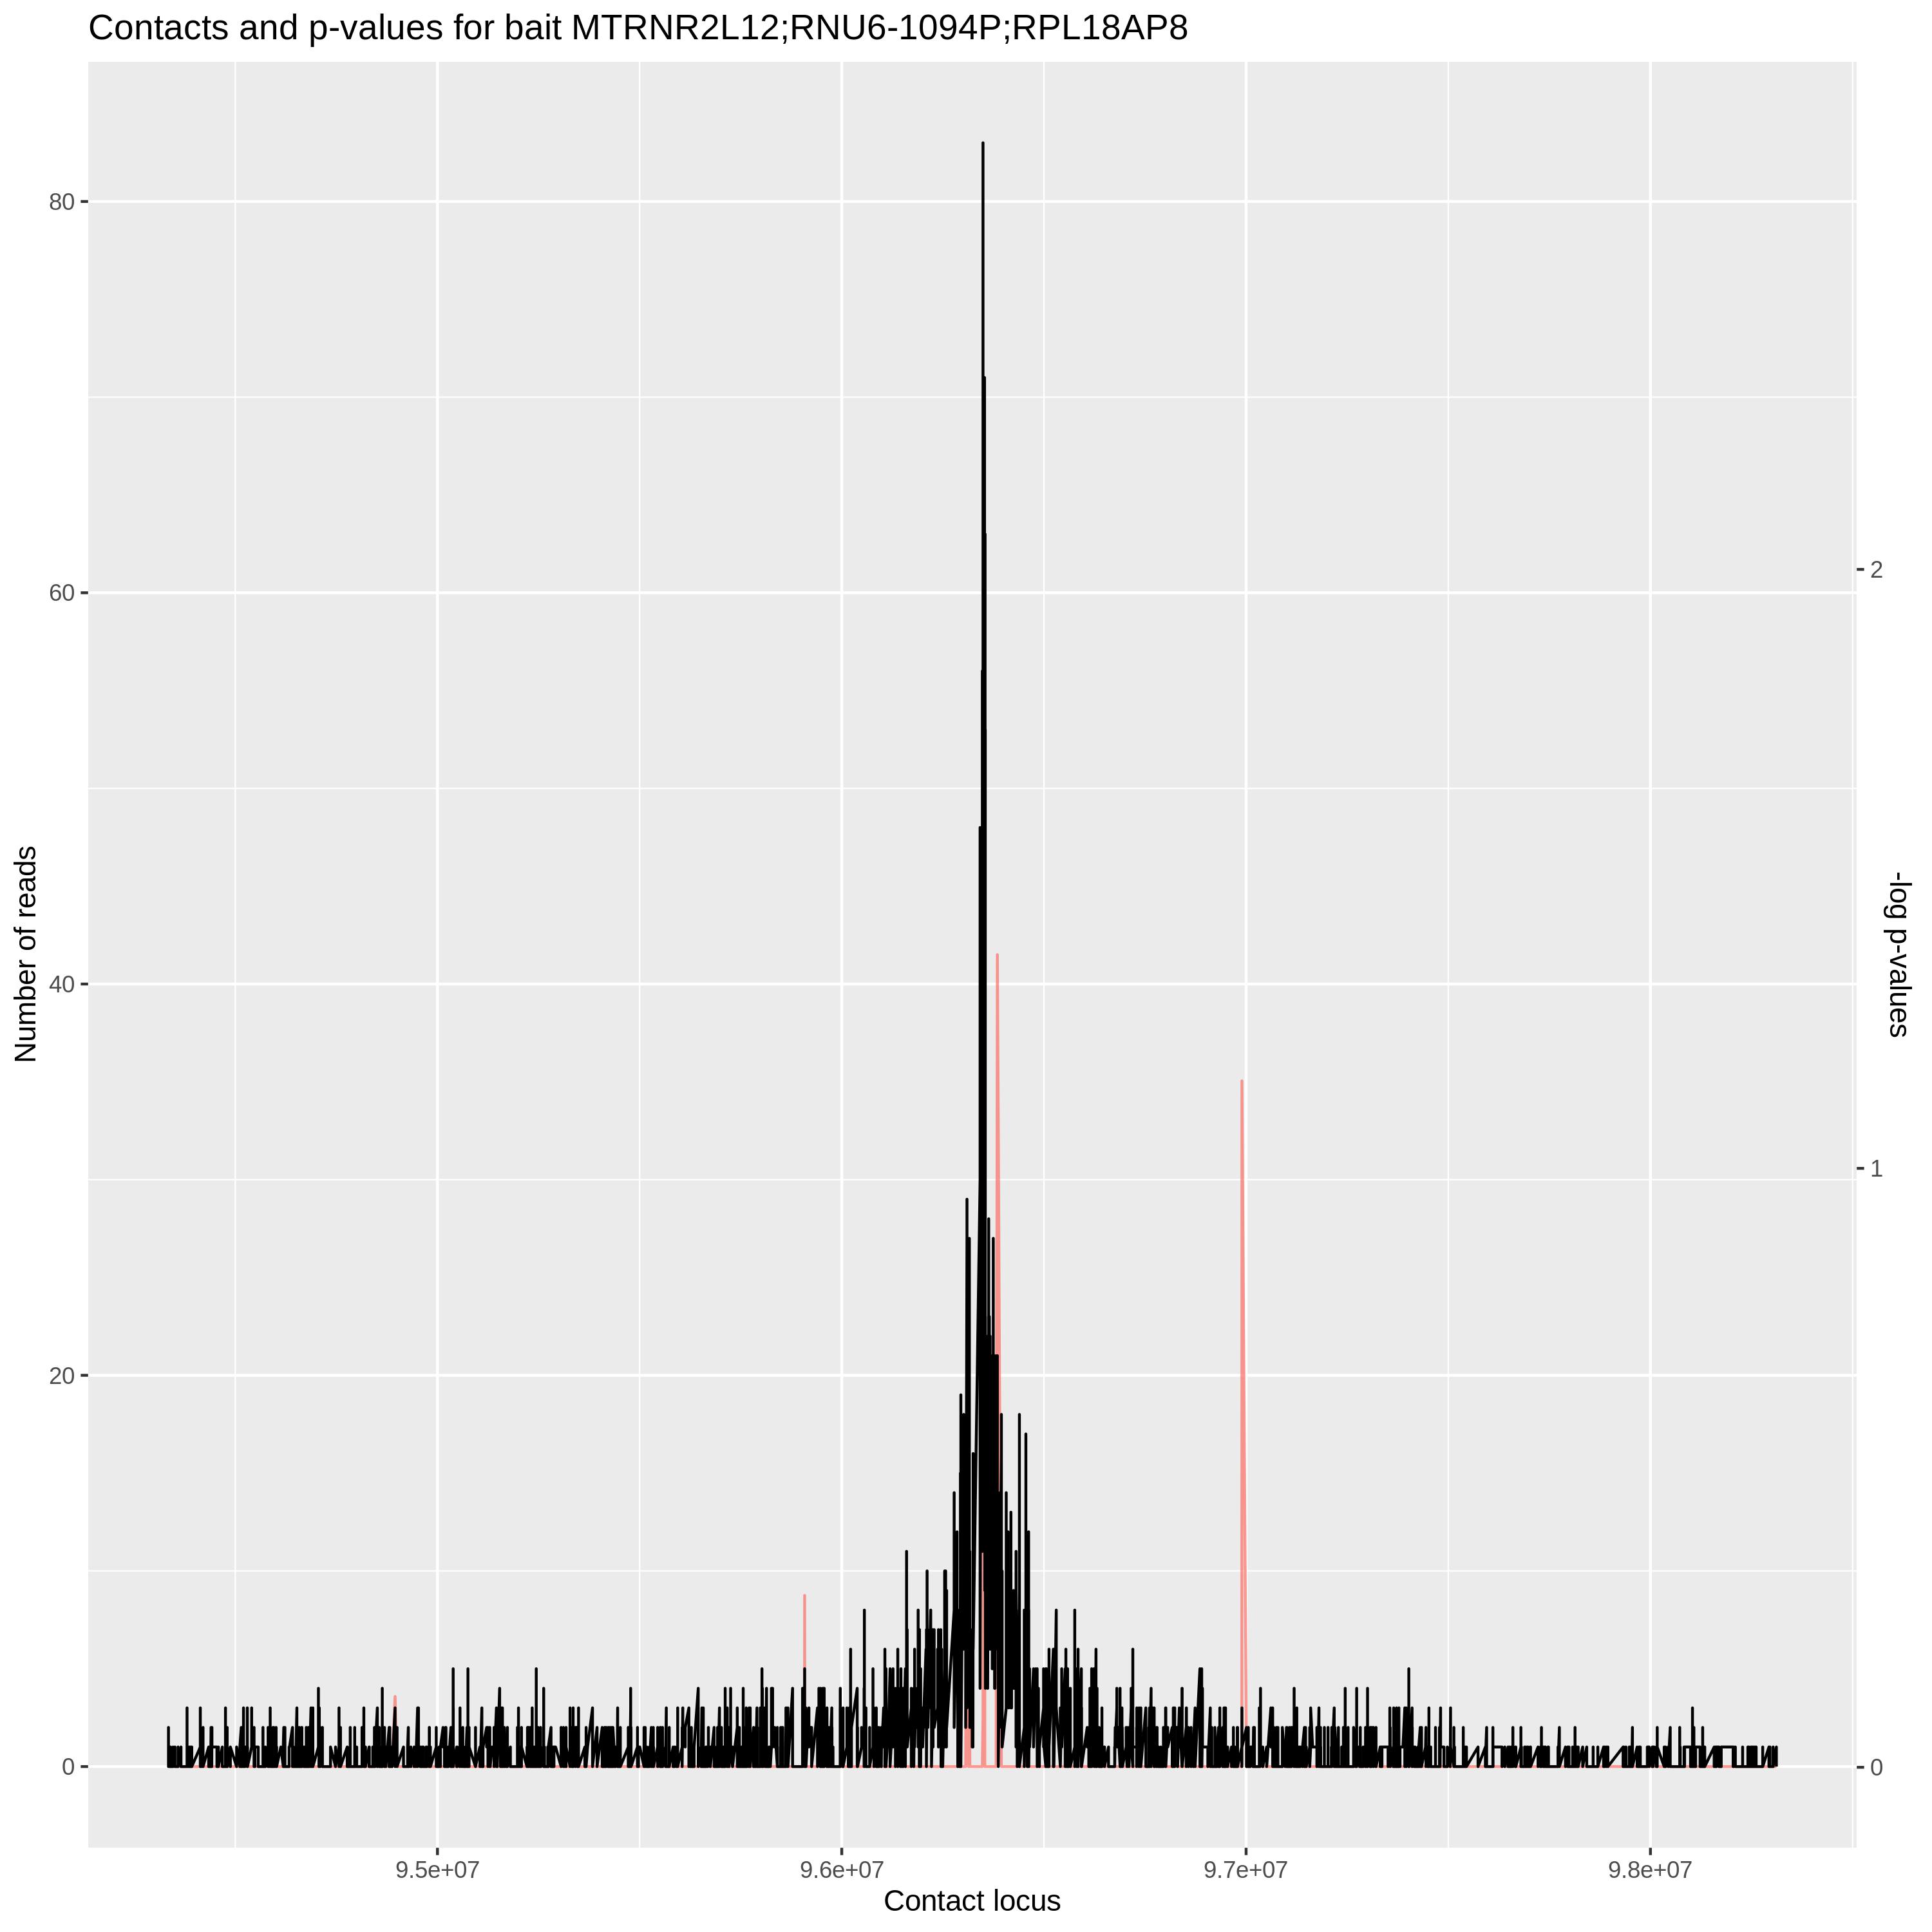 Contacts and p-values for bait MTRNR2L12;RNU6-1094P;RPL18AP8
80
60
40
20
0
Number of reads
2
1
0
-log p-values
9.5e+07
9.6e+07
9.7e+07
9.8e+07
Contact locus